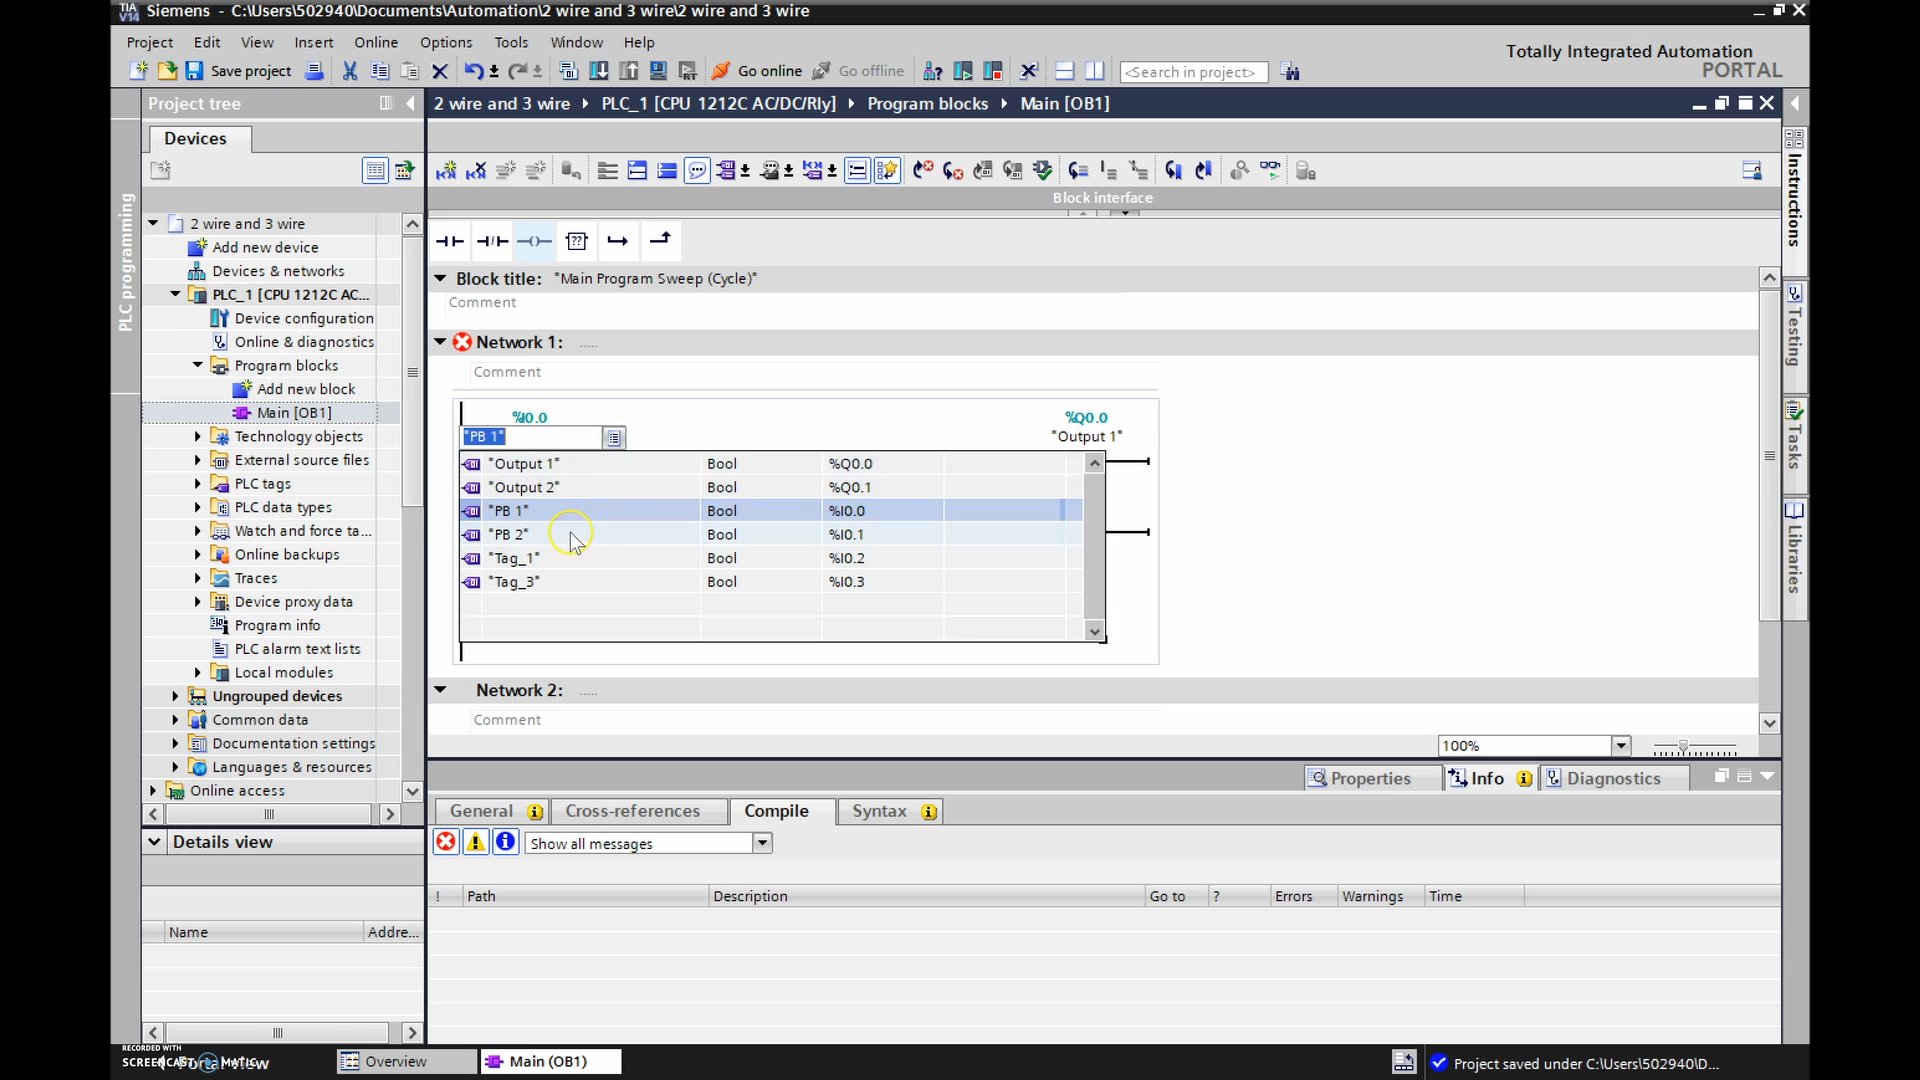 TIA V14 Siemens - C:\Users\502940\Documents\Automation\2 wire and 3 wire\2 wire and 3 wire
Project Edit View Insert Online Options Tools Window Help
Totally Integrated Automation
PORTAL
Save project Go online Go offline <Search in project>
Project tree
2 wire and 3 wire PLC_1 [CPU 1212C AC/DC/Rly] Program blocks Main [OB1]
Devices
Block interface
PLC programming
2 wire and 3 wire
Add new device
Devices & networks
PLC_1 [CPU 1212C AC...
Device configuration
Online & diagnostics
Program blocks
Add new block
Main [OB1]
Technology objects
External source files
PLC tags
PLC data types
Watch and force ta...
Online backups
Traces
Device proxy data
Program info
PLC alarm text lists
Local modules
Ungrouped devices
Common data
Documentation settings
Languages & resources
Online access
Details view
Name Addre...
??
Block title: "Main Program Sweep (Cycle)"
Comment
Network 1: .....
Comment
%I0.0 %Q0.0
"PB 1" "Output 1"
"Output 1" Bool %Q0.0
"Output 2" Bool %Q0.1
"PB 1" Bool %I0.0
"PB 2" Bool %I0.1
"Tag_1" Bool %I0.2
"Tag_3" Bool %I0.3
Network 2: .....
Comment
100%
Properties Info Diagnostics
General Cross-references Compile Syntax
Show all messages
! Path Description Go to ? Errors Warnings Time
Instructions
Testing
Tasks
Libraries
RECORDED WITH
SCREENCAST MATIC
Portal view Overview Main (OB1) Project saved under C:\Users\502940\D...